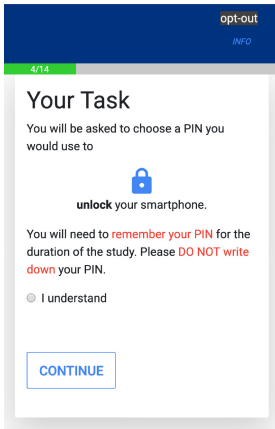 opt-out
INFO
4/14
Your Task
You will be asked to choose a PIN you
would use to
unlock your smartphone.
You will need to remember your PIN for the
duration of the study. Please DO NOT write
down your PIN.
I understand
CONTINUE